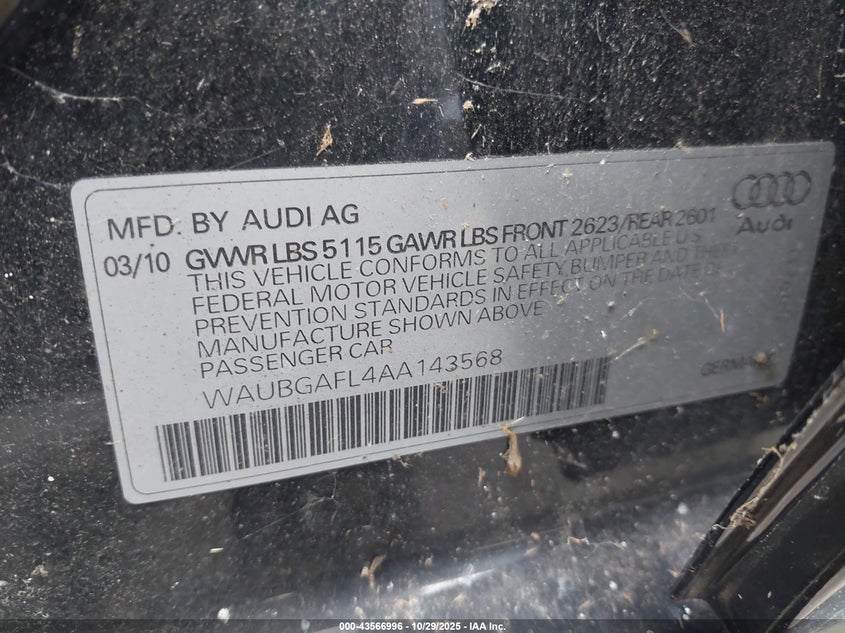 MFD. BY AUDI AG
03/10 GVWR LBS 5115 GAWR LBS FRONT 2623/REAR 2601
THIS VEHICLE CONFORMS TO ALL APPLICABLE U.S.
FEDERAL MOTOR VEHICLE SAFETY BUMPER AND THEFT
PREVENTION STANDARDS IN EFFECT ON THE DATE OF
MANUFACTURE SHOWN ABOVE
PASSENGER CAR
WAUBGAFL4AA143568
Audi
GERMANY
000-43566996 - 10/29/2025 - IAA Inc.